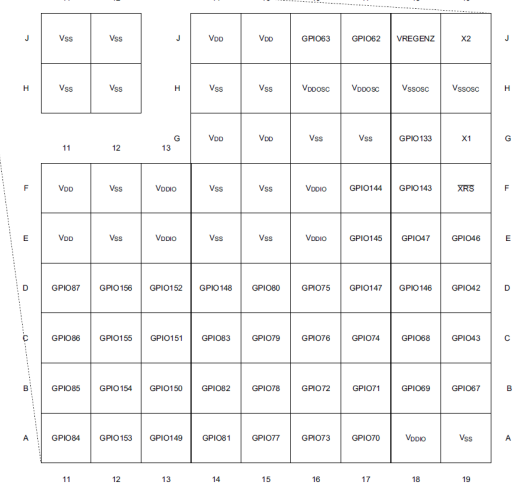 J VSS VSS J VDD VDD GPIO63 GPIO62 VREGENZ X2 J
H VSS VSS H VSS VSS VDDOSC VDDOSC VSSOSC VSSOSC H
G VDD VDD VSS VSS GPIO133 X1 G
11 12 13
F VDD VSS VDDIO VSS VSS VDDIO GPIO144 GPIO143 XRS F
E VDD VSS VDDIO VSS VSS VDDIO GPIO145 GPIO47 GPIO46 E
D GPIO87 GPIO156 GPIO152 GPIO148 GPIO80 GPIO75 GPIO147 GPIO146 GPIO42 D
C GPIO86 GPIO155 GPIO151 GPIO83 GPIO79 GPIO76 GPIO74 GPIO68 GPIO43 C
B GPIO85 GPIO154 GPIO150 GPIO82 GPIO78 GPIO72 GPIO71 GPIO69 GPIO67 B
A GPIO84 GPIO153 GPIO149 GPIO81 GPIO77 GPIO73 GPIO70 VDDIO VSS A
11 12 13 14 15 16 17 18 19